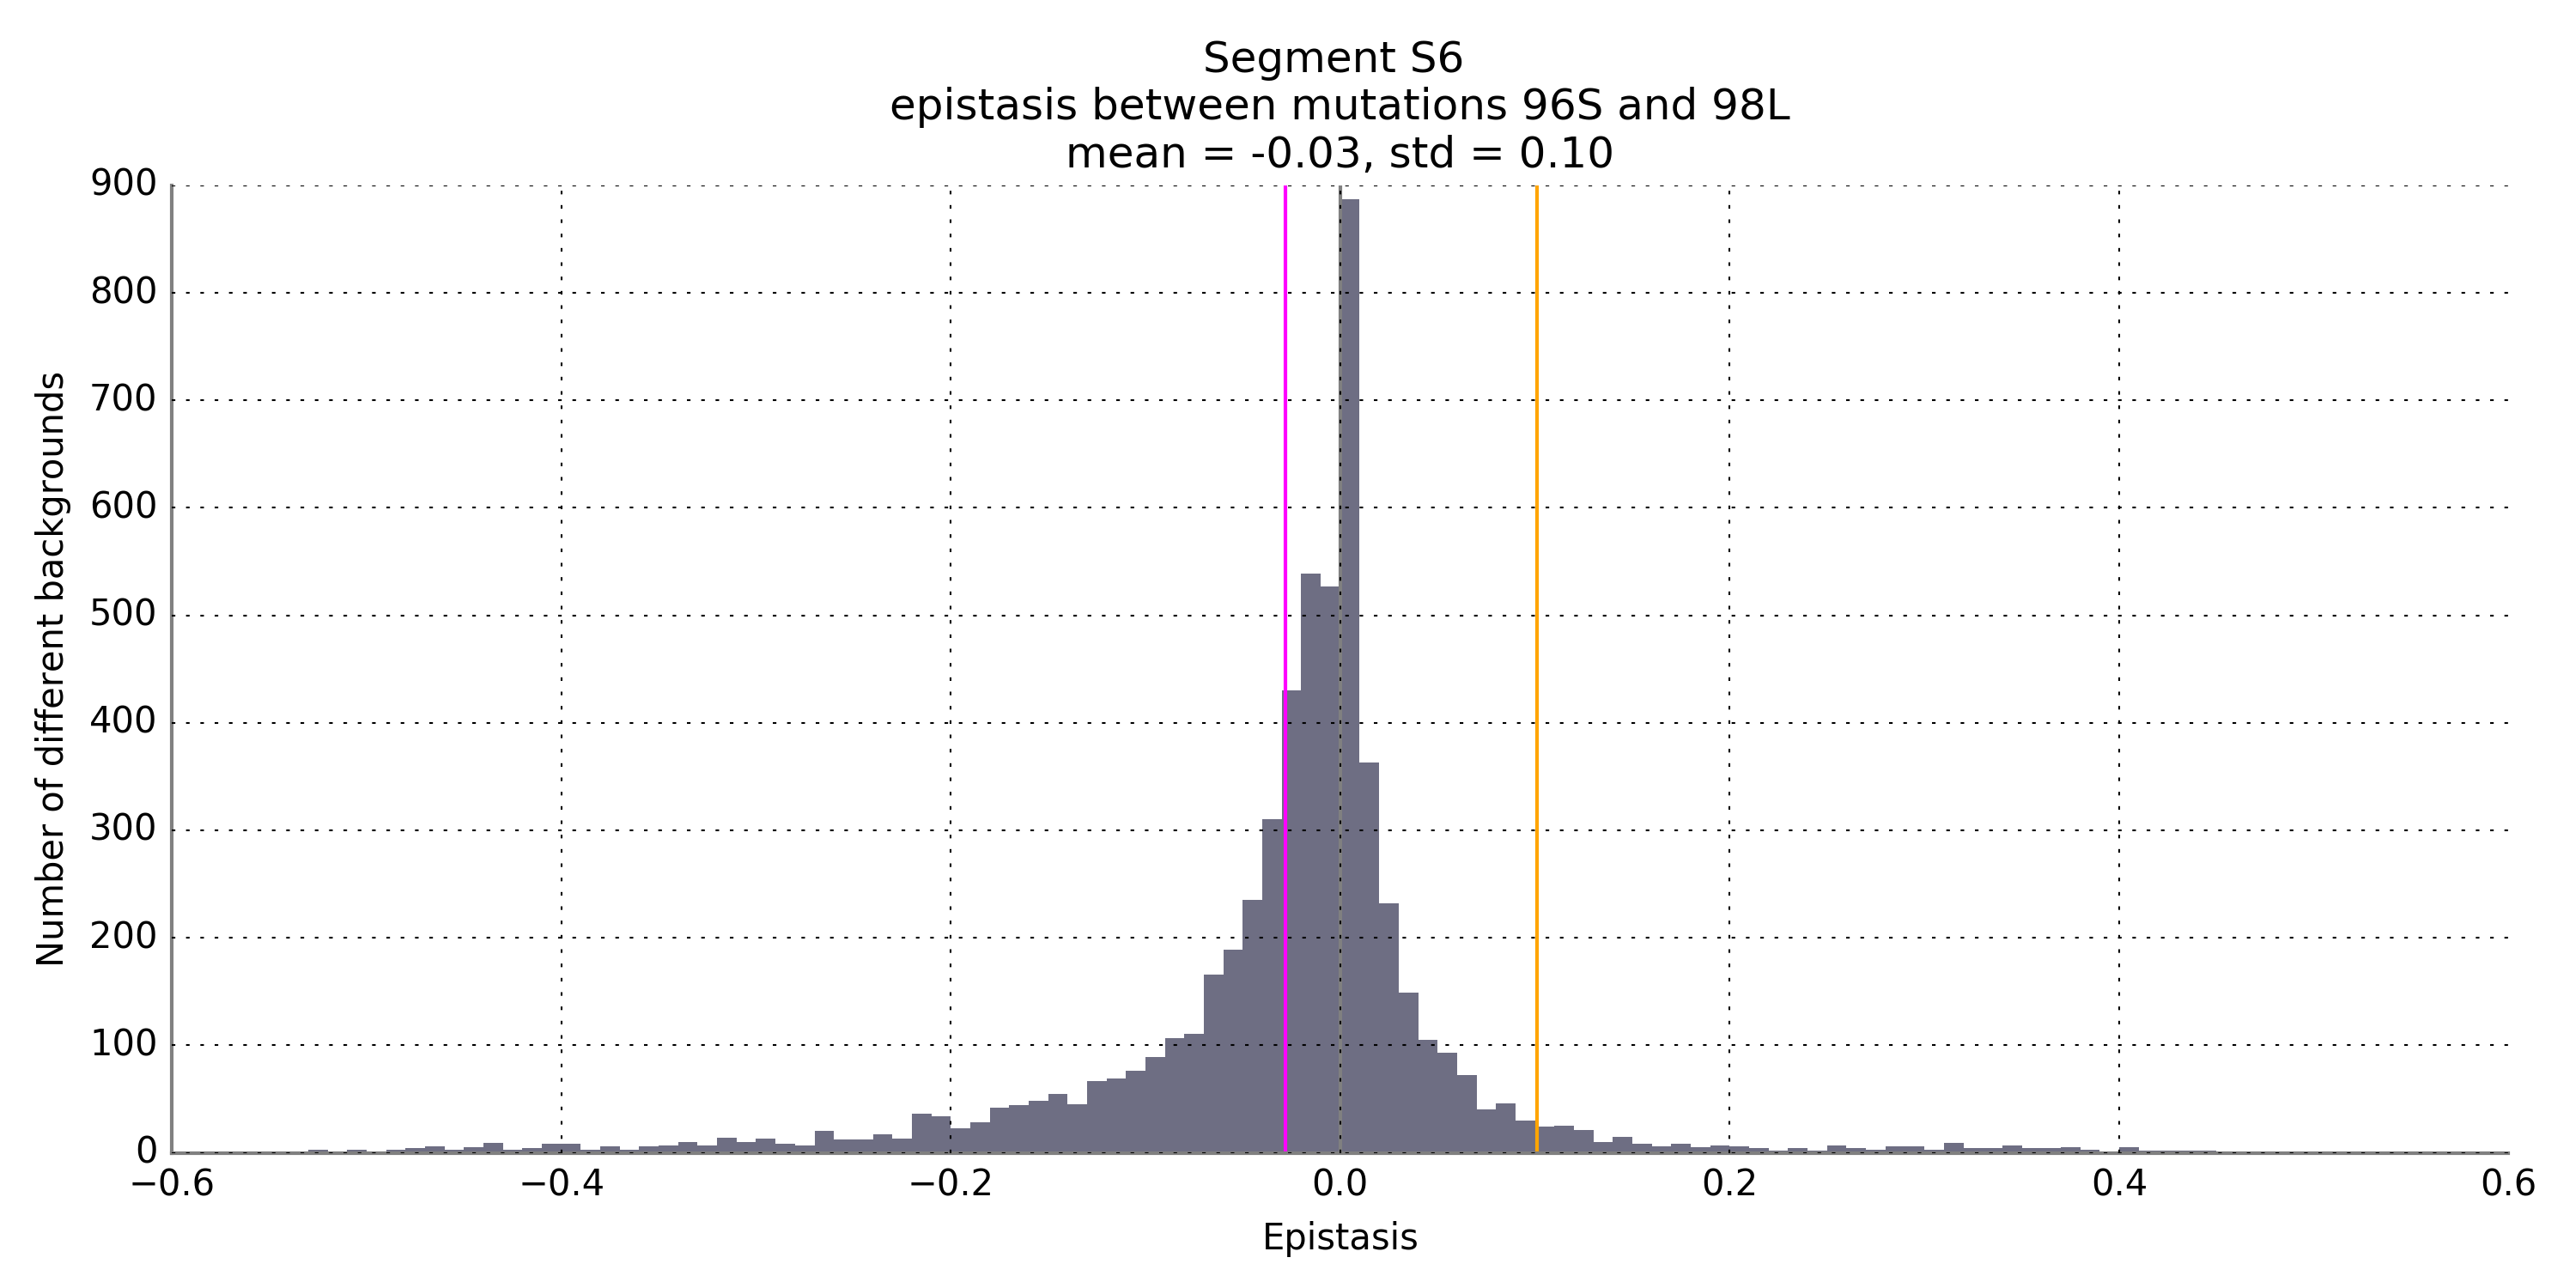 Segment S6
epistasis between mutations 96S and 98L
mean = -0.03, std = 0.10
Number of different backgrounds
900
800
700
600
500
400
300
200
100
0
−0.6 −0.4 −0.2 0.0 0.2 0.4 0.6
Epistasis